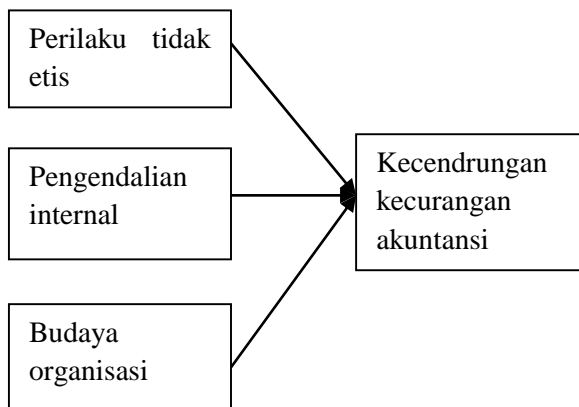 Perilaku tidak
etis
Pengendalian
internal
Kecendrungan
kecurangan
akuntansi
Budaya
organisasi